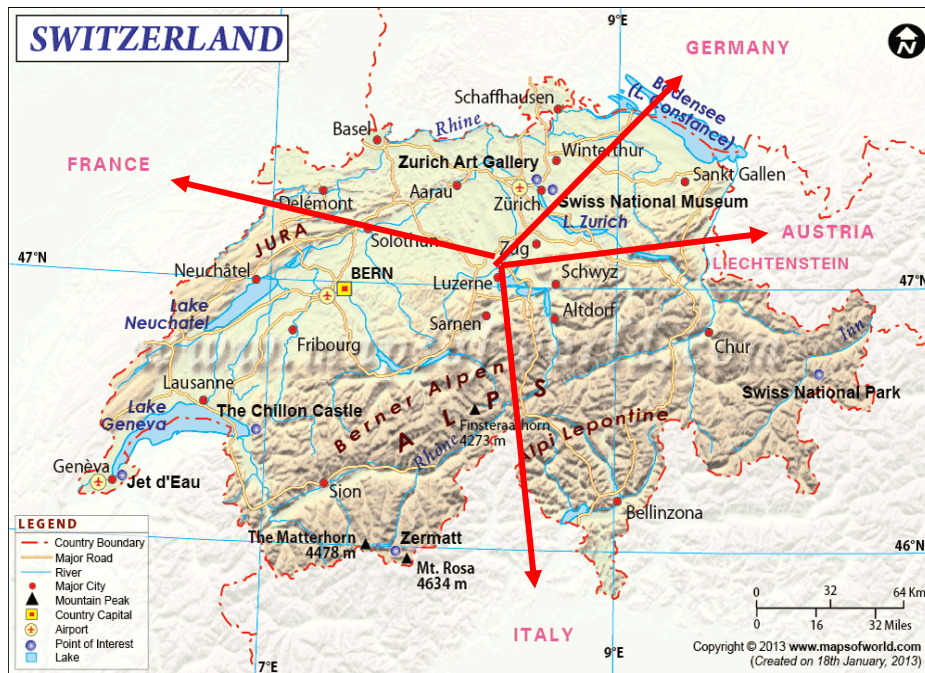 SWITZERLAND
9°E
GERMANY
N
Bodensee
(L. Constance)
Schaffhausen
Rhine
Basel
Winterthur
Zurich Art Gallery
FRANCE
Sankt Gallen
Aarau
Zürich
Delémont
Swiss National Museum
L. Zurich
JURA
Solothurn
Zug
AUSTRIA
47°N
LIECHTENSTEIN
Neuchâtel
BERN
Luzerne
Schwyz
47°N
Lake
Neuchatel
Sarnen
Altdorf
Inn
Fribourg
Chur
Lausanne
Berner Alpen
Swiss National Park
Lake
Geneva
The Chillon Castle
ALPS
Finsteraarhorn
4273 m
Alpi Lepontine
Rhone
Genèva
Jet d'Eau
Sion
Bellinzona
LEGEND
Country Boundary
Major Road
River
Major City
Mountain Peak
Country Capital
Airport
Point of Interest
Lake
The Matterhorn
4478 m
Zermatt
Mt. Rosa
4634 m
46°N
0 32 64 Km
0 16 32 Miles
ITALY
Copyright © 2013 www.mapsofworld.com
(Created on 18th January, 2013)
7°E
9°E